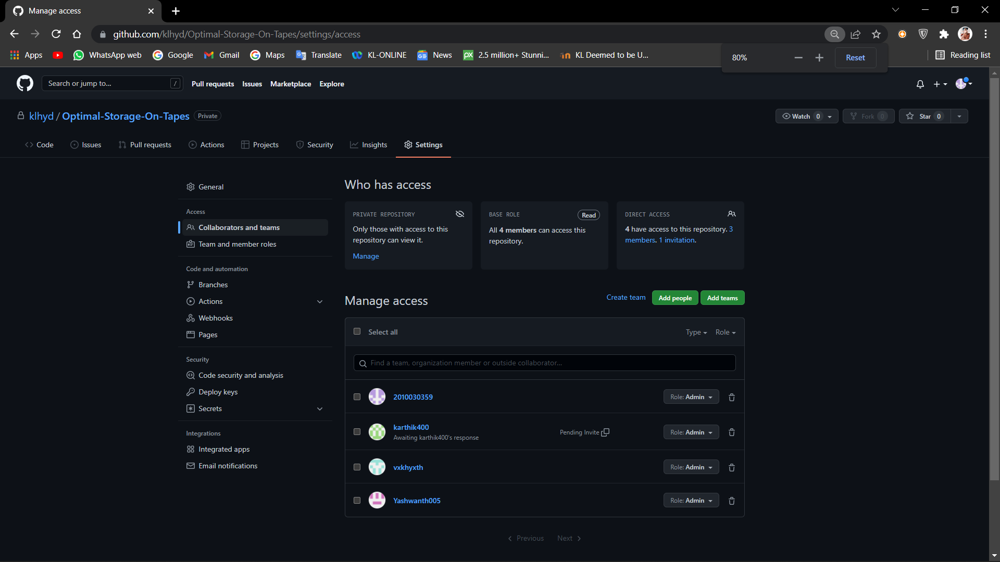 Manage access
github.com/klhyd/Optimal-Storage-On-Tapes/settings/access
Apps WhatsApp web Google Gmail Maps Translate KL-ONLINE News 2.5 million+ Stunni... KL Deemed to be U... Reading list
80% Reset
Search or jump to... / Pull requests Issues Marketplace Explore
klhyd / Optimal-Storage-On-Tapes Private Watch 0 Fork 0 Star 0
Code Issues Pull requests Actions Projects Security Insights Settings
General
Access
Collaborators and teams
Team and member roles
Code and automation
Branches
Actions
Webhooks
Pages
Security
Code security and analysis
Deploy keys
Secrets
Integrations
Integrated apps
Email notifications
Who has access
PRIVATE REPOSITORY
Only those with access to this
repository can view it.
Manage
BASE ROLE Read
All 4 members can access this
repository.
DIRECT ACCESS
4 have access to this repository. 3
members. 1 invitation.
Manage access Create team Add people Add teams
Select all Type Role
Find a team, organization member or outside collaborator...
2010030359 Role: Admin
karthik400
Awaiting karthik400's response Pending Invite Role: Admin
vxkhyxth Role: Admin
Yashwanth005 Role: Admin
Previous Next